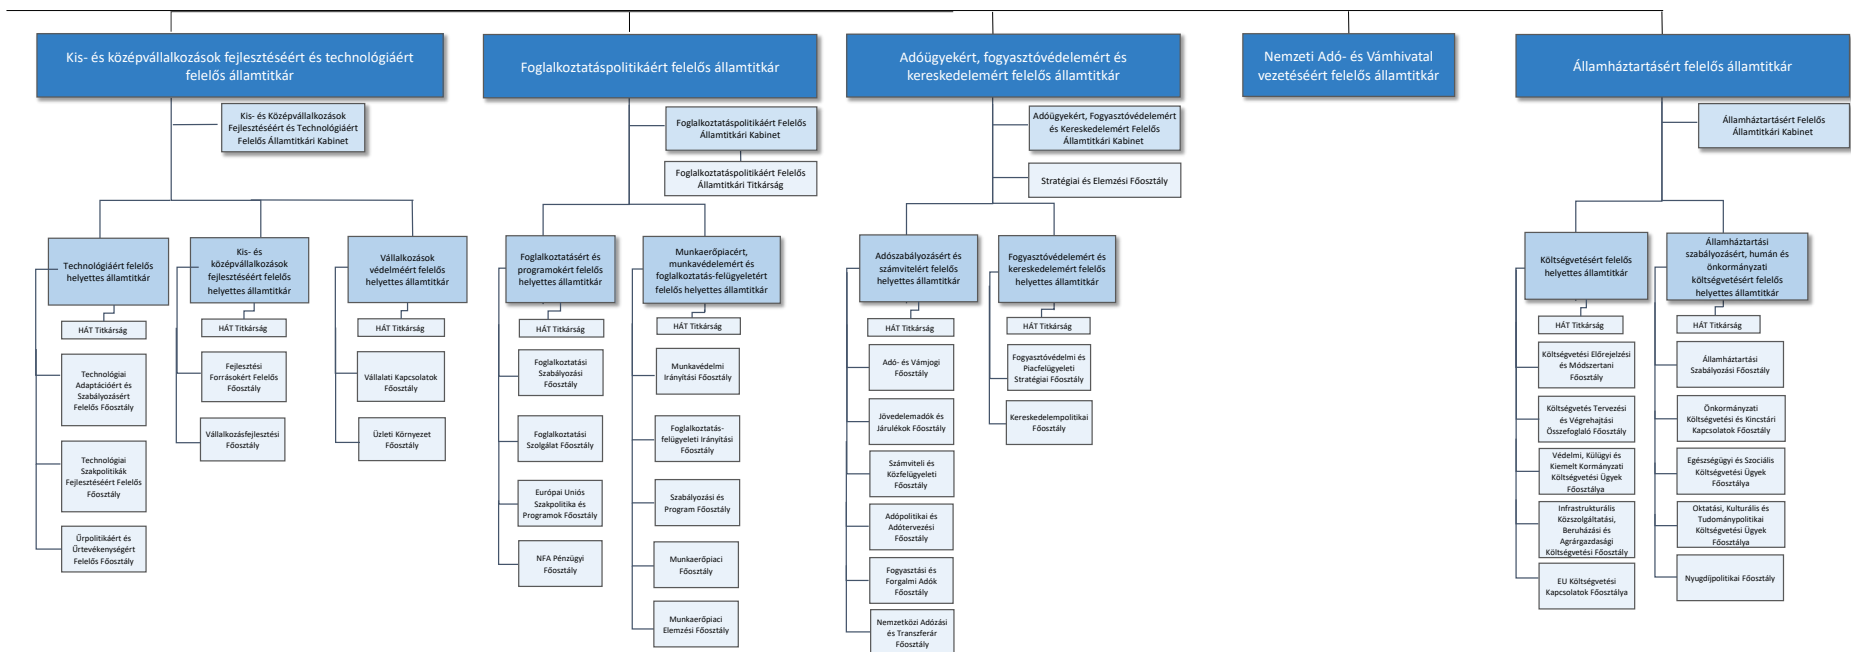 Kis- és középvállalkozások fejlesztéséért és technológiáért
felelős államtitkár
Foglalkoztatáspolitikáért felelős államtitkár
Adóügyekért, fogyasztóvédelemért és
kereskedelemért felelős államtitkár
Nemzeti Adó- és Vámhivatal
vezetéséért felelős államtitkár
Államháztartásért felelős államtitkár
Kis- és Középvállalkozások
Fejlesztéséért és Technológiáért
Felelős Államtitkári Kabinet
Foglalkoztatáspolitikáért Felelős
Államtitkári Kabinet
Foglalkoztatáspolitikáért Felelős
Államtitkári Titkárság
Adóügyekért, Fogyasztóvédelemért
és Kereskedelemért Felelős
Államtitkári Kabinet
Stratégiai és Elemzési Főosztály
Államháztartásért Felelős
Államtitkári Kabinet
Technológiáért felelős
helyettes államtitkár
HÁT Titkárság
Technológiai
Adaptációért és
Szabályozásért
Felelős Főosztály
Technológiai
Szakpolitikák
Fejlesztéséért Felelős
Főosztály
Űrpolitikáért és
Űrtevékenységért
Felelős Főosztály
Kis- és
középvállalkozások
fejlesztéséért felelős
helyettes államtitkár
HÁT Titkárság
Fejlesztési
Forrásokért Felelős
Főosztály
Vállalkozásfejlesztési
Főosztály
Vállalkozások
védelméért felelős
helyettes államtitkár
HÁT Titkárság
Vállalati Kapcsolatok
Főosztály
Üzleti Környezet
Főosztály
Foglalkoztatásért és
programokért felelős
helyettes államtitkár
HÁT Titkárság
Foglalkoztatási
Szabályozási
Főosztály
Foglalkoztatási
Szolgálat Főosztály
Európai Uniós
Szakpolitika és
Programok Főosztály
NFA Pénzügyi
Főosztály
Munkaerőpiacért,
munkavédelemért és
foglalkoztatás-felügyeletért
felelős helyettes államtitkár
HÁT Titkárság
Munkavédelmi
Irányítási Főosztály
Foglalkoztatás-
felügyeleti Irányítási
Főosztály
Szabályozási és
Program Főosztály
Munkaerőpiaci
Főosztály
Munkaerőpiaci
Elemzési Főosztály
Adószabályozásért és
számvitelért felelős
helyettes államtitkár
HÁT Titkárság
Adó- és Vámjogi
Főosztály
Jövedelemadók és
Járulékok Főosztály
Számviteli és
Közfelügyeleti
Főosztály
Adópolitikai és
Adótervezési
Főosztály
Fogyasztási és
Forgalmi Adók
Főosztály
Nemzetközi Adózási
és Transzferár
Főosztály
Fogyasztóvédelemért és
kereskedelemért felelős
helyettes államtitkár
HÁT Titkárság
Fogyasztóvédelmi és
Piacfelügyeleti
Stratégiai Főosztály
Kereskedelempolitikai
Főosztály
Költségvetésért felelős
helyettes államtitkár
HÁT Titkárság
Költségvetési Előrejelzési
és Módszertani
Főosztály
Költségvetés Tervezési
és Végrehajtási
Összefoglaló Főosztály
Védelmi, Külügyi és
Kiemelt Kormányzati
Költségvetési Ügyek
Főosztálya
Infrastrukturális
Közszolgáltatási,
Beruházási és
Agrárgazdasági
Költségvetési Főosztály
EU Költségvetési
Kapcsolatok Főosztálya
Államháztartási
szabályozásért, humán és
önkormányzati
költségvetésért felelős
helyettes államtitkár
HÁT Titkárság
Államháztartási
Szabályozási Főosztály
Önkormányzati
Költségvetési és Kincstári
Kapcsolatok Főosztály
Egészségügyi és Szociális
Költségvetési Ügyek
Főosztálya
Oktatási, Kulturális és
Tudománypolitikai
Költségvetési Ügyek
Főosztálya
Nyugdíjpolitikai Főosztály